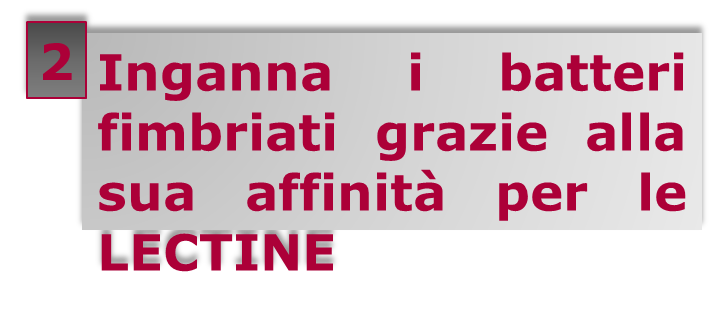 2
Inganna i batteri
fimbriati grazie alla
sua affinità per le
LECTINE